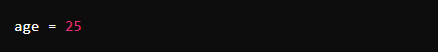 age = 25